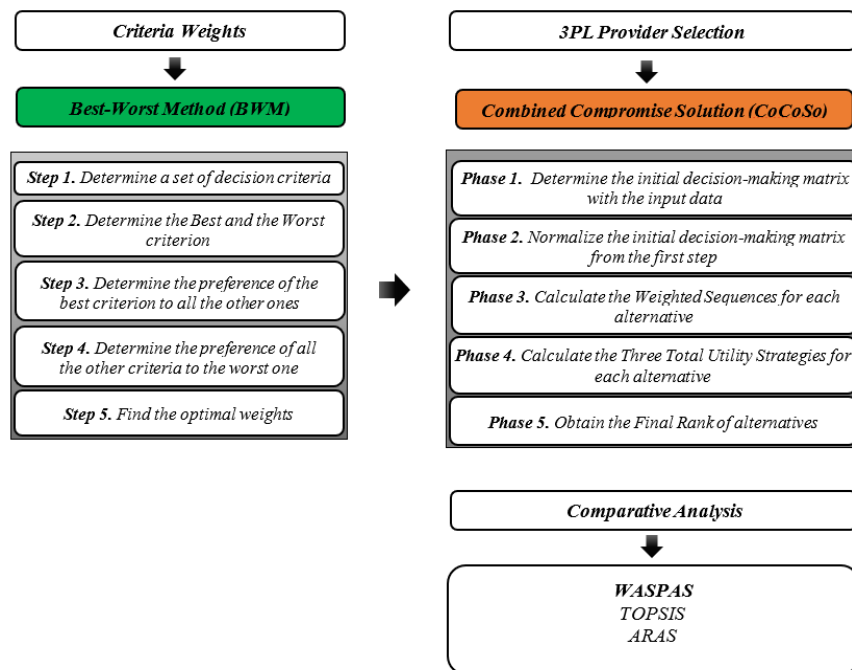 Criteria Weights
Best-Worst Method (BWM)
Step 1. Determine a set of decision criteria
Step 2. Determine the Best and the Worst
criterion
Step 3. Determine the preference of the
best criterion to all the other ones
Step 4. Determine the preference of all
the other criteria to the worst one
Step 5. Find the optimal weights
3PL Provider Selection
Combined Compromise Solution (CoCoSo)
Phase 1. Determine the initial decision-making matrix
with the input data
Phase 2. Normalize the initial decision-making matrix
from the first step
Phase 3. Calculate the Weighted Sequences for each
alternative
Phase 4. Calculate the Three Total Utility Strategies for
each alternative
Phase 5. Obtain the Final Rank of alternatives
Comparative Analysis
WASPAS
TOPSIS
ARAS